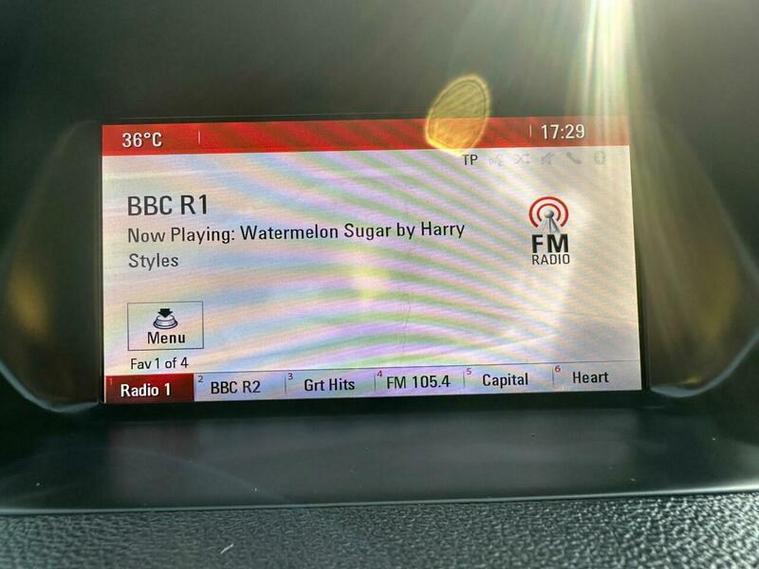 36°C 17:29
TP
BBC R1
Now Playing: Watermelon Sugar by Harry
Styles
FM
RADIO
Menu
Fav 1 of 4
1 Radio 1 2 BBC R2 3 Grt Hits 4 FM 105.4 5 Capital 6 Heart